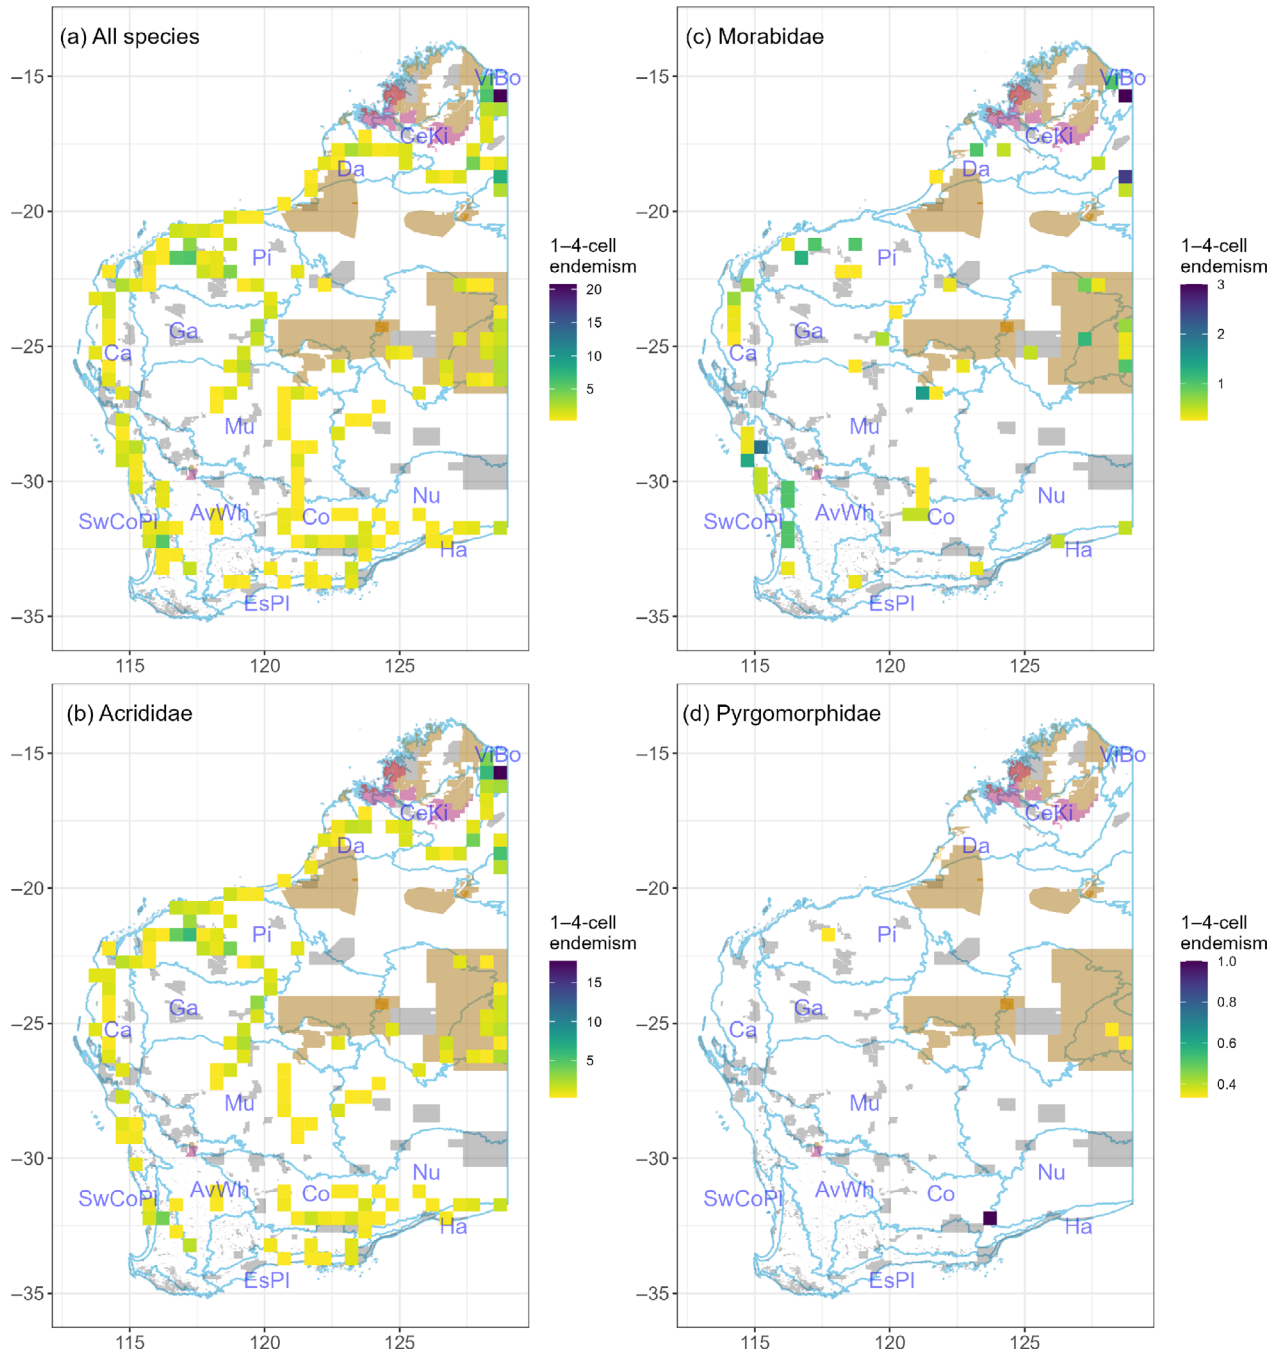 (a) All species
−15
−20
−25
−30
−35
115
120
125
ViBo
CeKi
Da
Pi
Ga
Ca
Mu
Nu
SwCoPl
AvWh
Co
Ha
EsPl
1–4-cell
endemism
20
15
10
5
(c) Morabidae
−15
−20
−25
−30
−35
115
120
125
ViBo
CeKi
Da
Pi
Ga
Ca
Mu
Nu
SwCoPl
AvWh
Co
Ha
EsPl
1–4-cell
endemism
3
2
1
(b) Acrididae
−15
−20
−25
−30
−35
115
120
125
ViBo
CeKi
Da
Pi
Ga
Ca
Mu
Nu
SwCoPl
AvWh
Co
Ha
EsPl
1–4-cell
endemism
15
10
5
(d) Pyrgomorphidae
−15
−20
−25
−30
−35
115
120
125
ViBo
CeKi
Da
Pi
Ga
Ca
Mu
Nu
SwCoPl
AvWh
Co
Ha
EsPl
1–4-cell
endemism
1.0
0.8
0.6
0.4